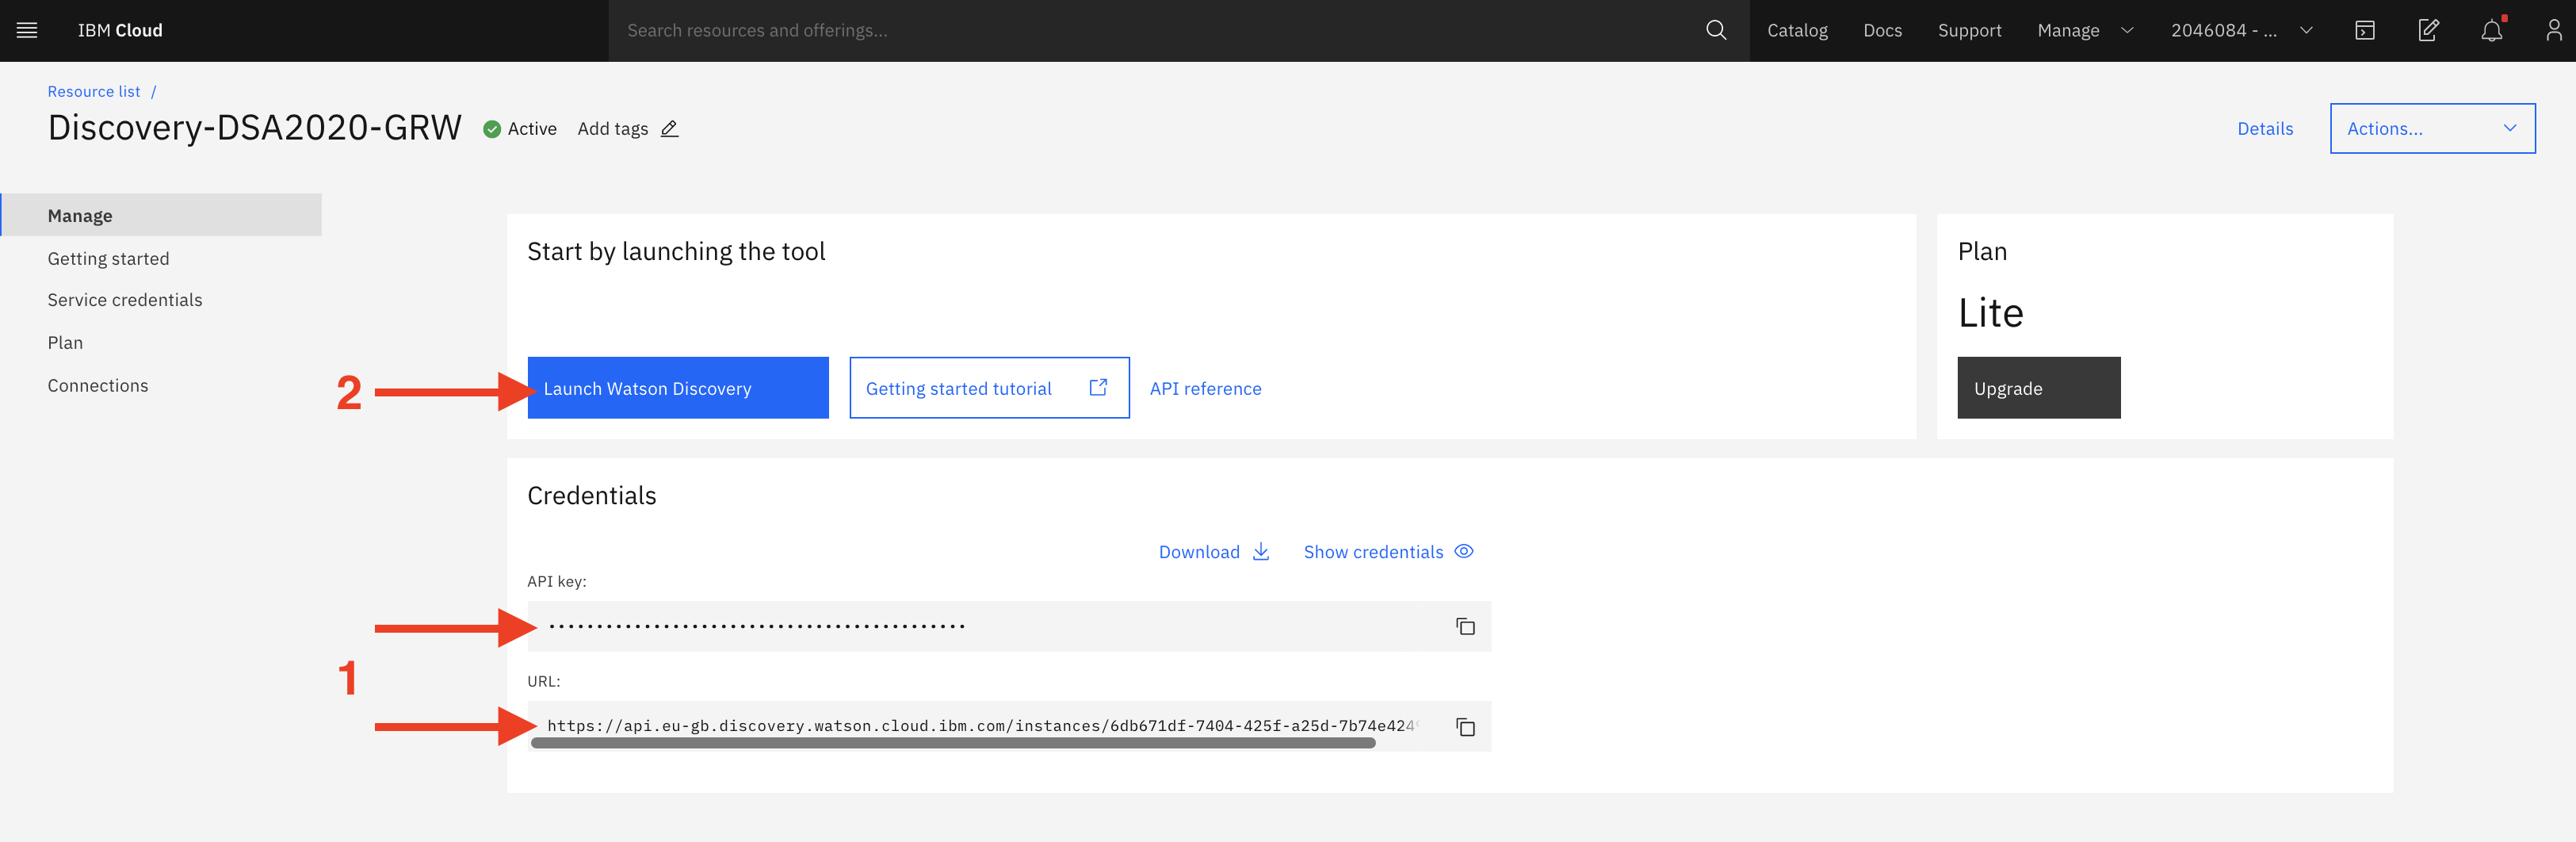 IBM Cloud
Search resources and offerings...
Catalog
Docs
Support
Manage
2046084 - ...
Resource list /
Discovery-DSA2020-GRW
Active
Add tags
Details
Actions...
Manage
Getting started
Service credentials
Plan
Connections
Start by launching the tool
2
Launch Watson Discovery
Getting started tutorial
API reference
Plan
Lite
Upgrade
Credentials
Download
Show credentials
API key:
••••••••••••••••••••••••••••••••••••••••••••
1
URL:
https://api.eu-gb.discovery.watson.cloud.ibm.com/instances/6db671df-7404-425f-a25d-7b74e424